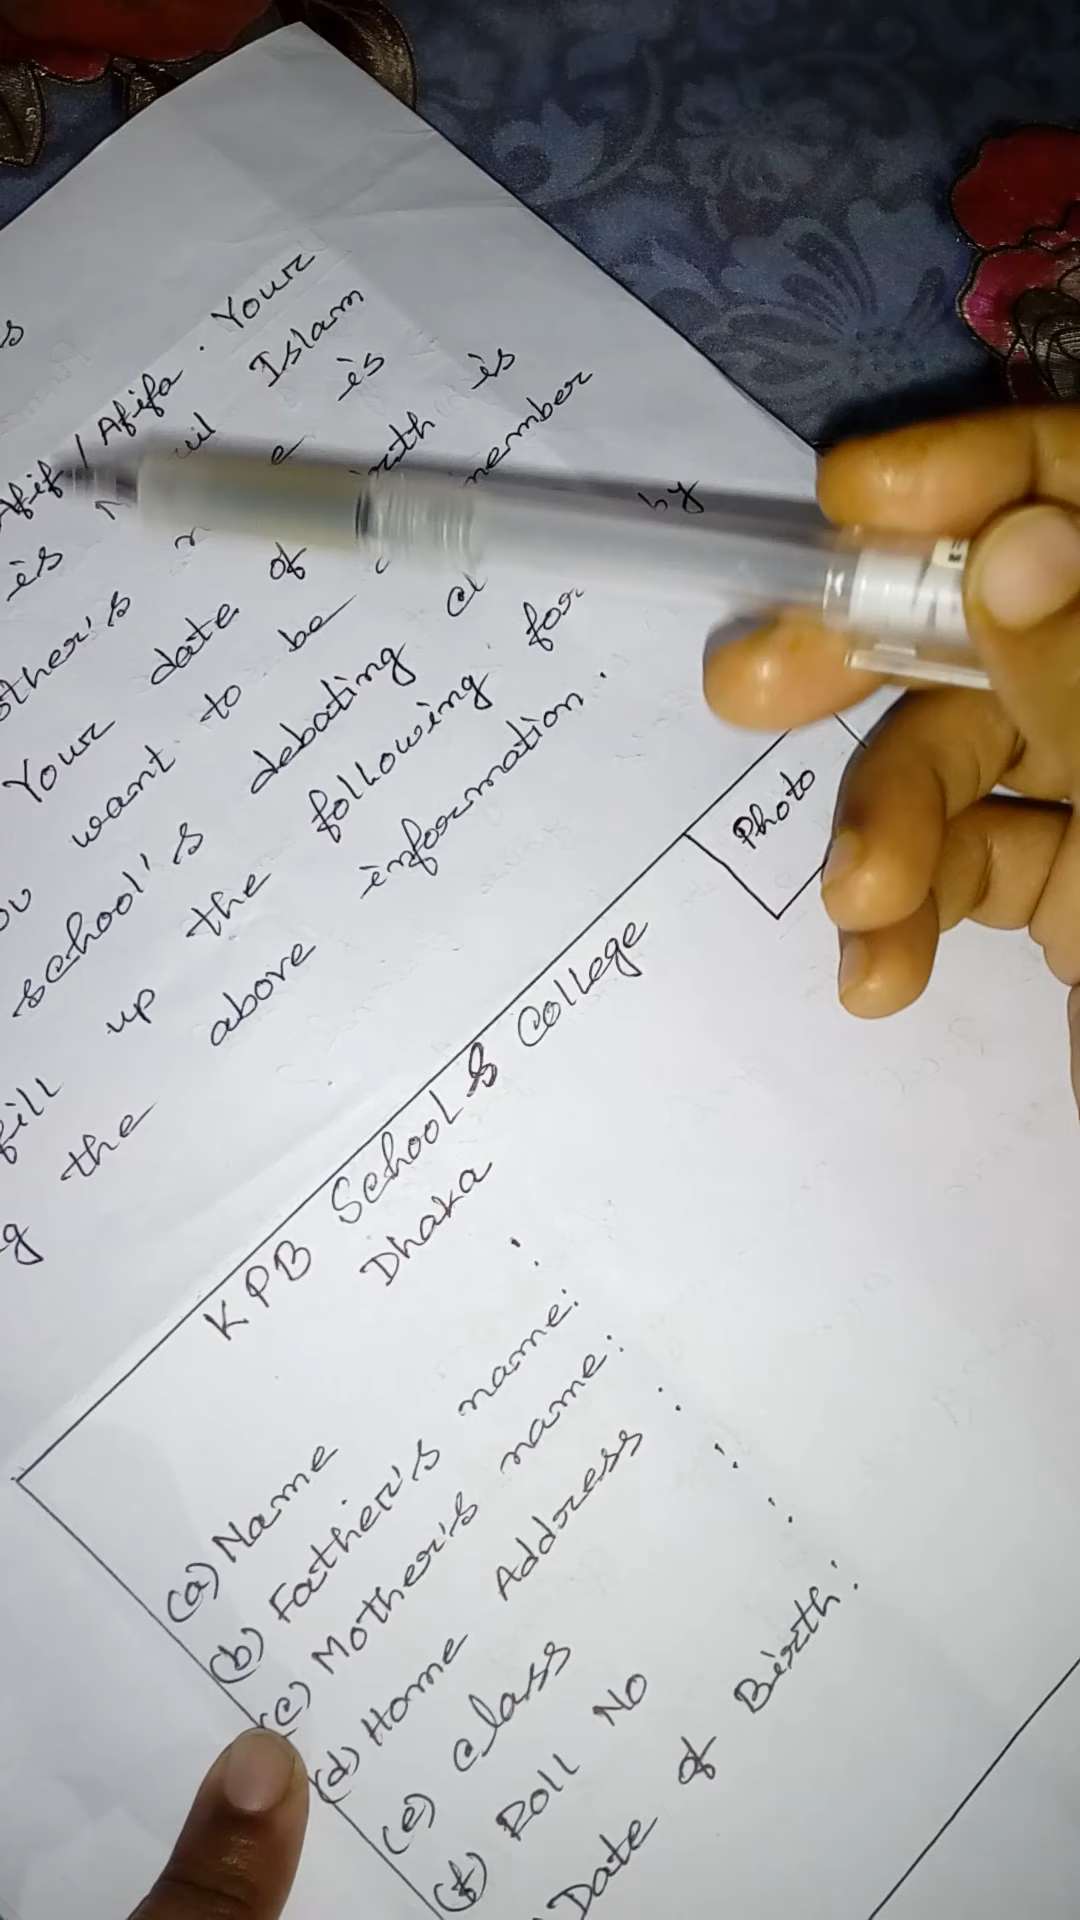 Afif / Afifa. Your
is Islam
is
Your date of is
want to be member
school's debating by
up the following for
fill the above information.
Photo
KPB School & College
Dhaka
(a) Name :
(b) Father's name:
(c) Mother's name:
(d) Home Address :
(e) Class :
(f) Roll No :
Date of Birth: